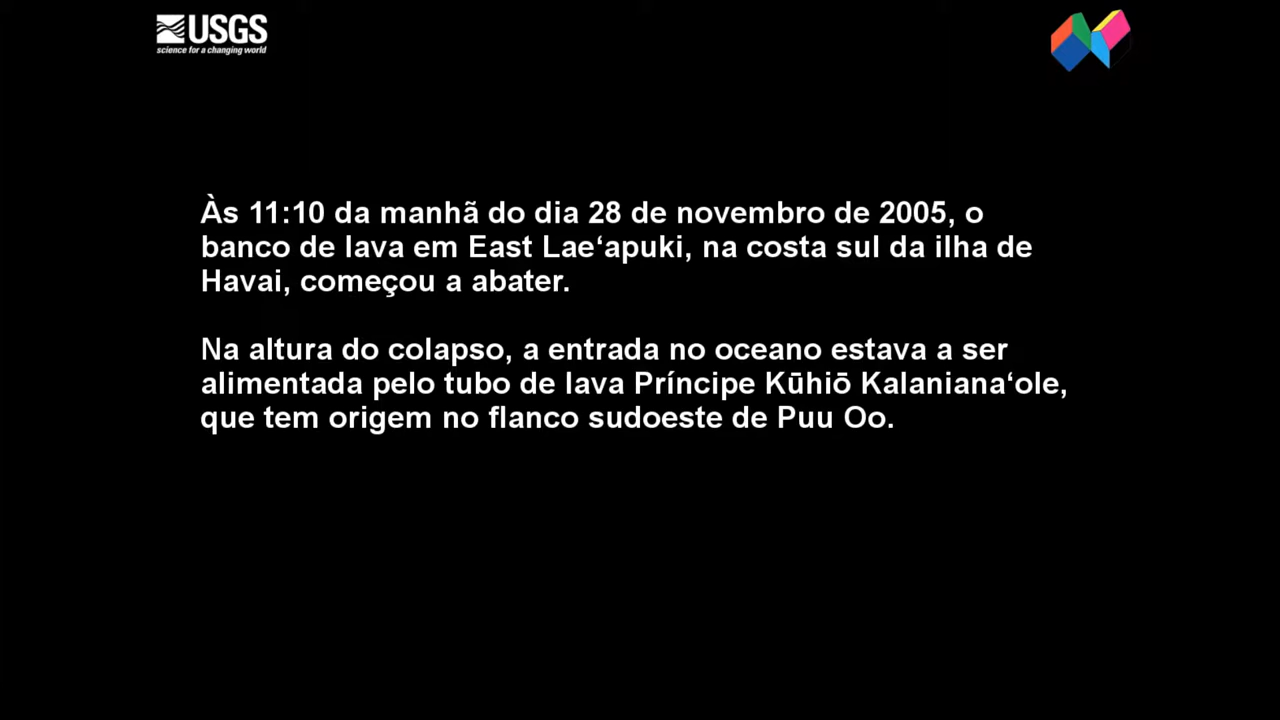 USGS
science for a changing world
Às 11:10 da manhã do dia 28 de novembro de 2005, o
banco de lava em East Lae‘apuki, na costa sul da ilha de
Havai, começou a abater.
Na altura do colapso, a entrada no oceano estava a ser
alimentada pelo tubo de lava Príncipe Kūhiō Kalaniana‘ole,
que tem origem no flanco sudoeste de Puu Oo.